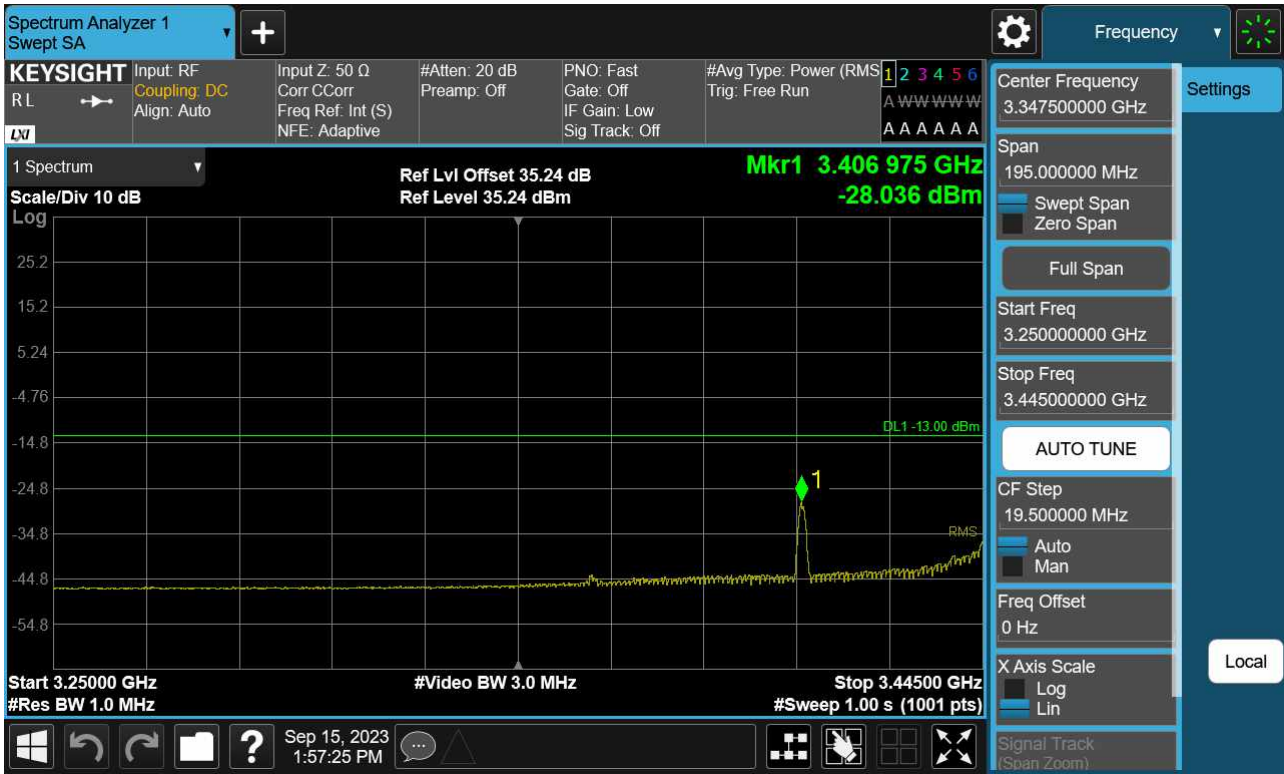 Spectrum Analyzer 1
Swept SA
Frequency
KEYSIGHT
R L
LXI
Input: RF
Coupling: DC
Align: Auto
Input Z: 50 Ω
Corr CCorr
Freq Ref: Int (S)
NFE: Adaptive
#Atten: 20 dB
Preamp: Off
PNO: Fast
Gate: Off
IF Gain: Low
Sig Track: Off
#Avg Type: Power (RMS
Trig: Free Run
1 2 3 4 5 6
A W W W W W
A A A A A A
1 Spectrum
Scale/Div 10 dB
Log
Ref Lvl Offset 35.24 dB
Ref Level 35.24 dBm
Mkr1 3.406 975 GHz
-28.036 dBm
25.2
15.2
5.24
-4.76
DL1 -13.00 dBm
-14.8
1
-24.8
-34.8
RMS
-44.8
-54.8
Start 3.25000 GHz
#Video BW 3.0 MHz
Stop 3.44500 GHz
#Res BW 1.0 MHz
#Sweep 1.00 s (1001 pts)
Center Frequency
3.347500000 GHz
Span
195.000000 MHz
Swept Span
Zero Span
Full Span
Start Freq
3.250000000 GHz
Stop Freq
3.445000000 GHz
AUTO TUNE
CF Step
19.500000 MHz
Auto
Man
Freq Offset
0 Hz
X Axis Scale
Log
Lin
Signal Track
(Span Zoom)
Settings
Local
?
Sep 15, 2023
1:57:25 PM